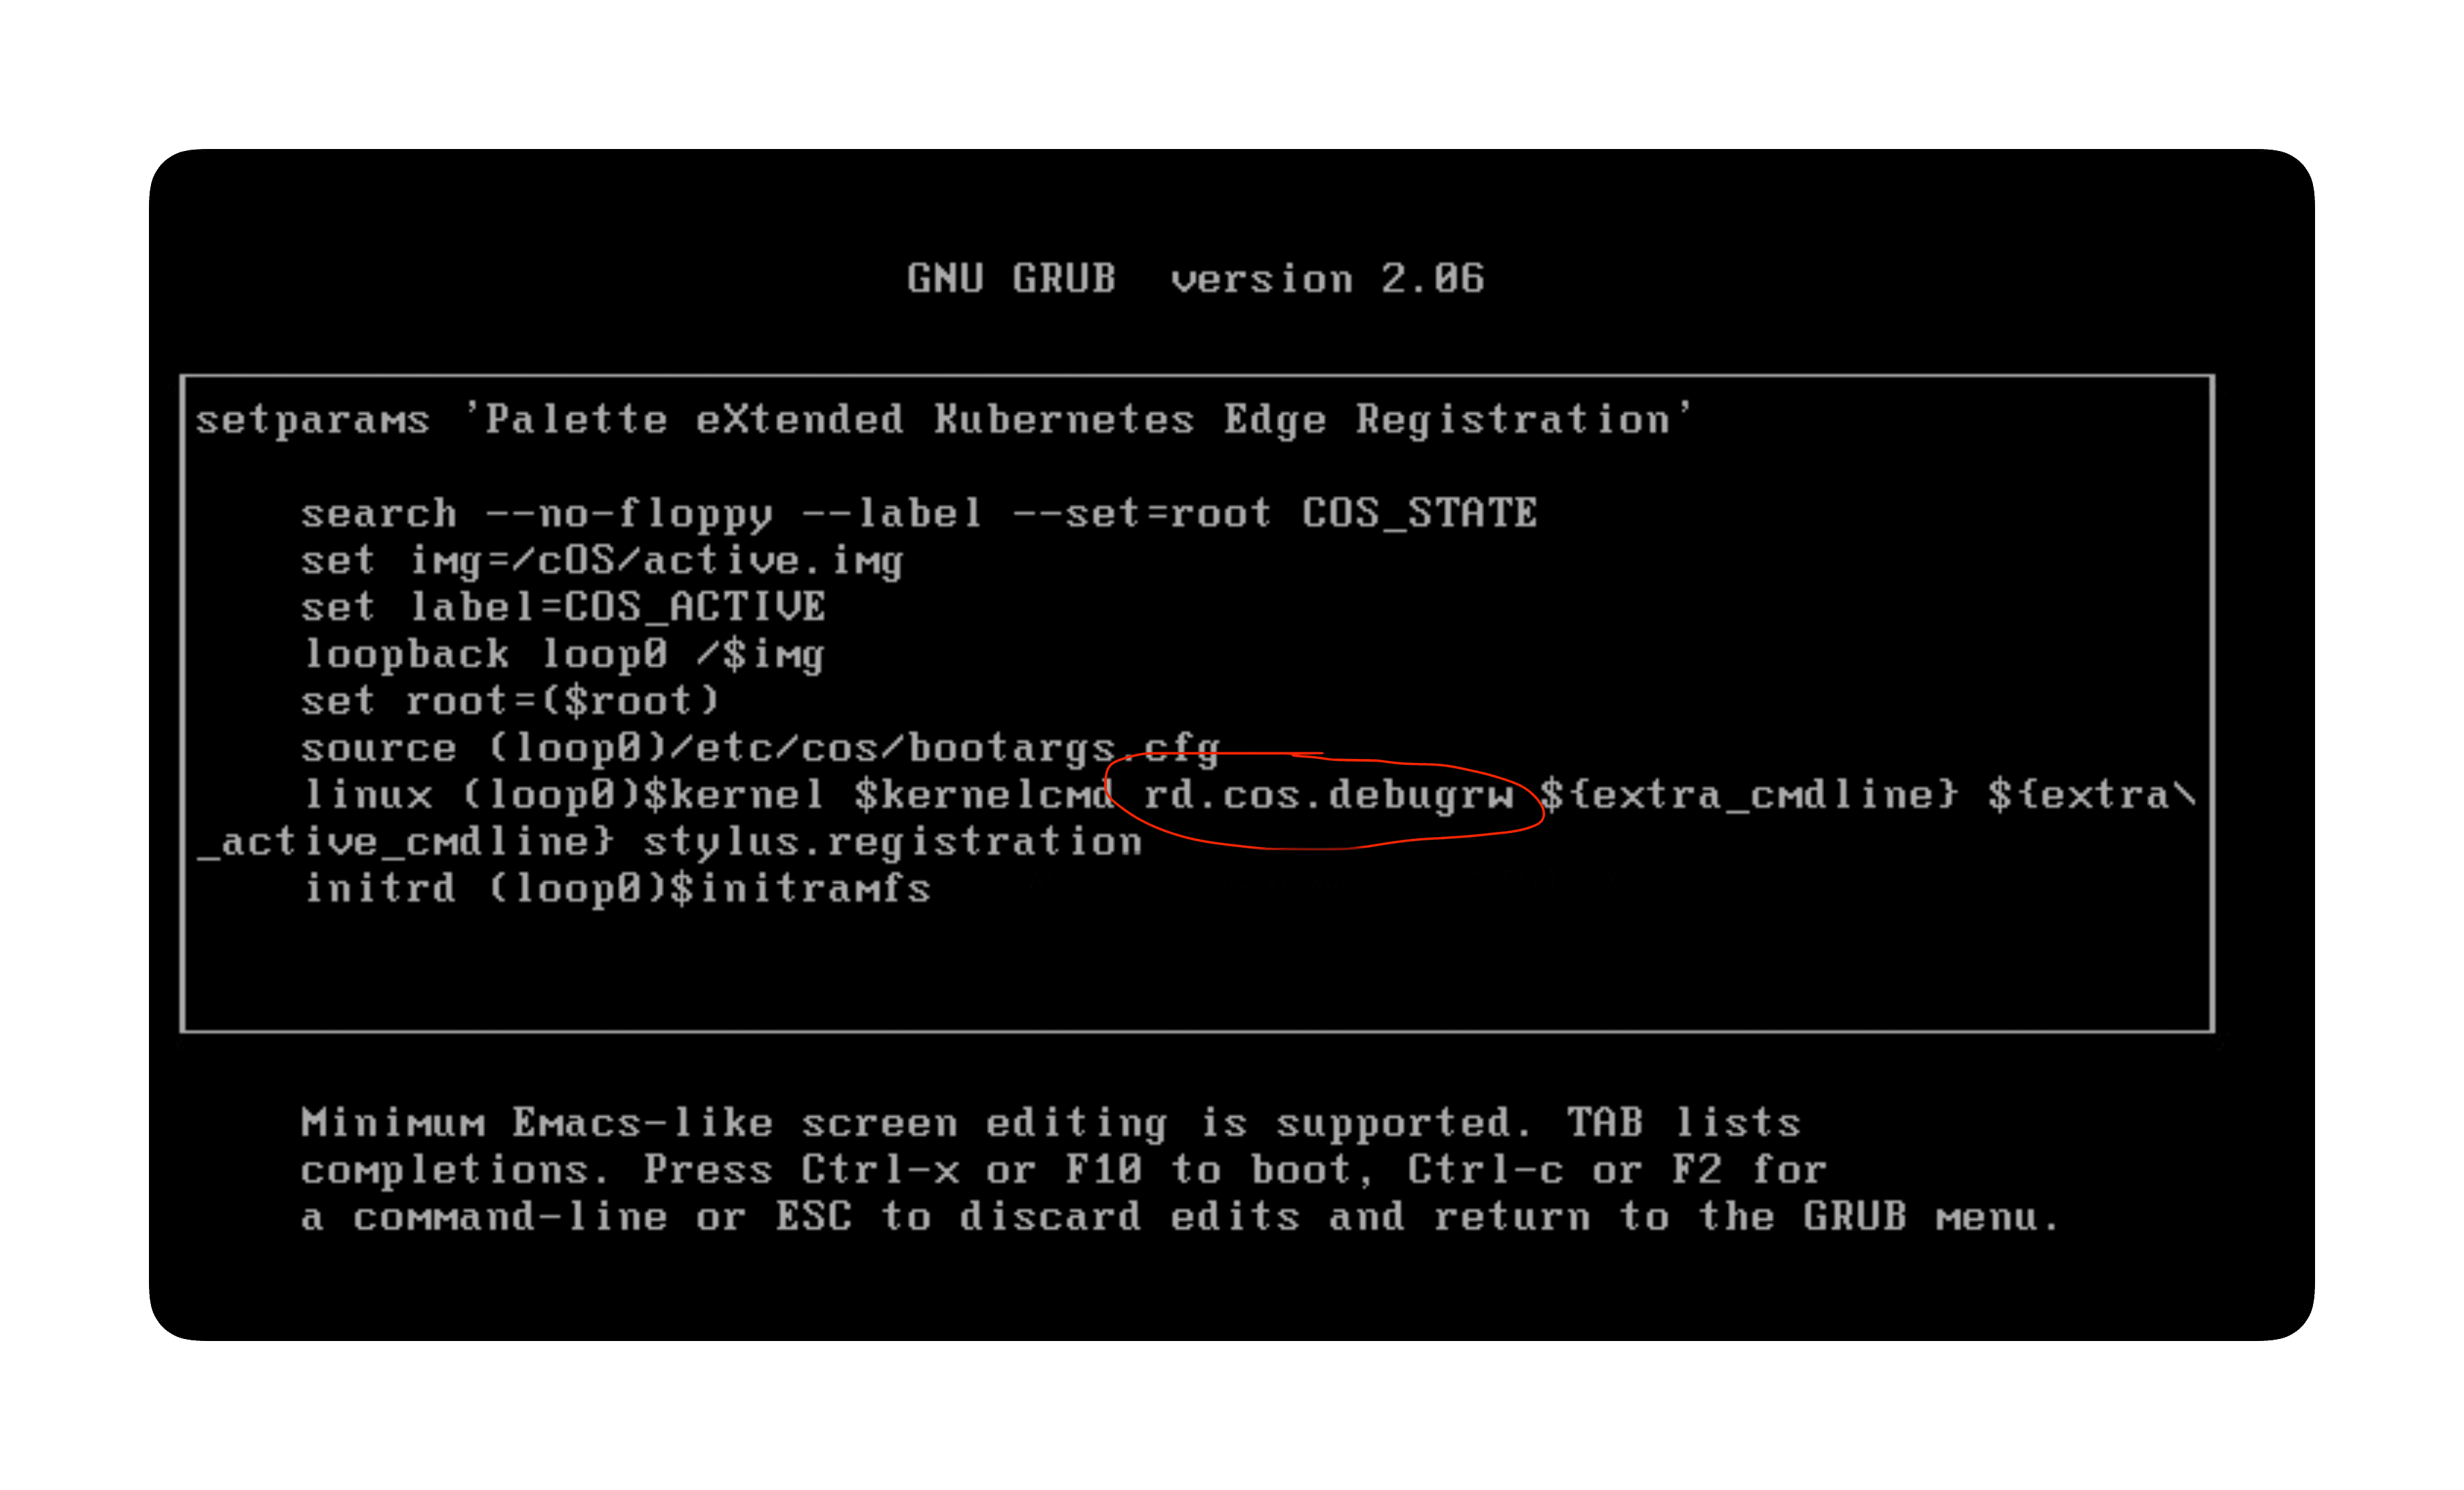 GNU GRUB  version 2.06
setparams 'Palette eXtended Kubernetes Edge Registration'
search --no-floppy --label --set=root COS_STATE
set img=/cOS/active.img
set label=COS_ACTIVE
loopback loop0 /$img
set root=($root)
source (loop0)/etc/cos/bootargs.cfg
linux (loop0)$kernel $kernelcmd rd.cos.debugrw ${extra_cmdline} ${extra\
_active_cmdline} stylus.registration
initrd (loop0)$initramfs
Minimum Emacs-like screen editing is supported. TAB lists
completions. Press Ctrl-x or F10 to boot, Ctrl-c or F2 for
a command-line or ESC to discard edits and return to the GRUB menu.